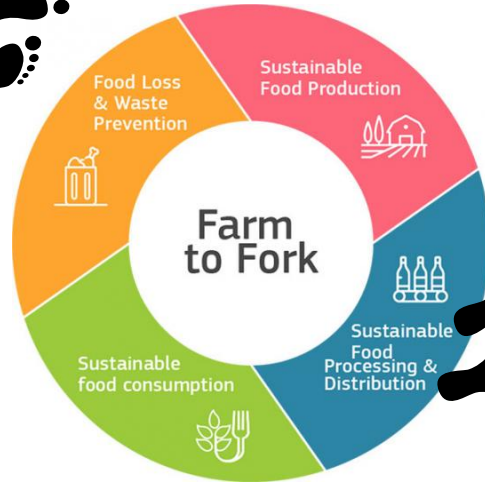 Farm
to Fork
Sustainable
Food Production
Sustainable
Food
Processing &
Distribution
Sustainable
food consumption
Food Loss
& Waste
Prevention